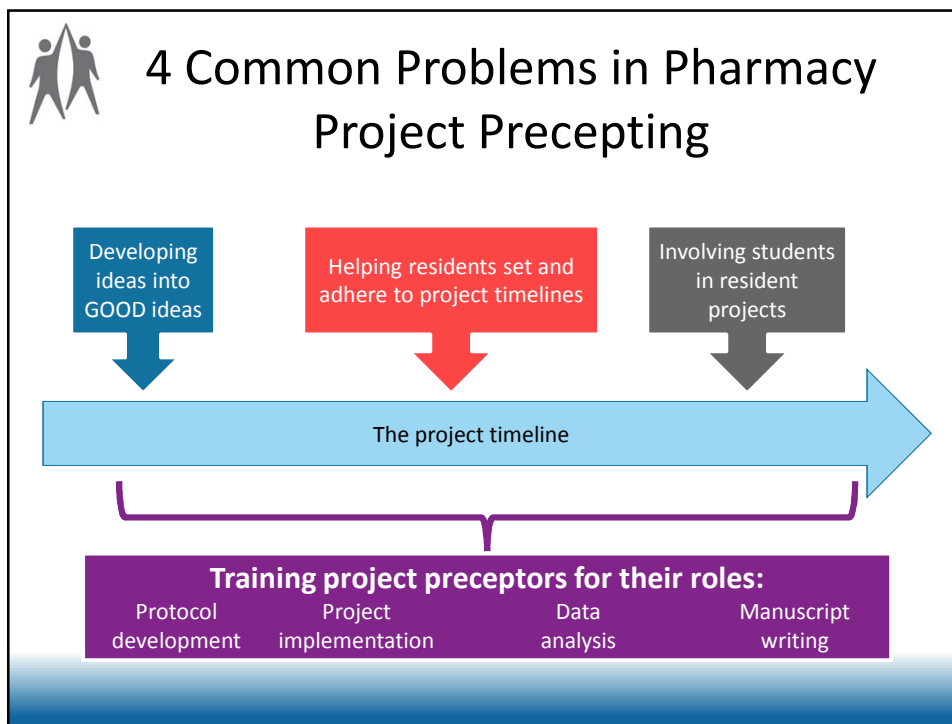 4 Common Problems in Pharmacy
Project Precepting
Developing
ideas into
GOOD ideas
Helping residents set and
adhere to project timelines
Involving students
in resident
projects
The project timeline
Training project preceptors for their roles:
Protocol
development
Project
implementation
Data
analysis
Manuscript
writing